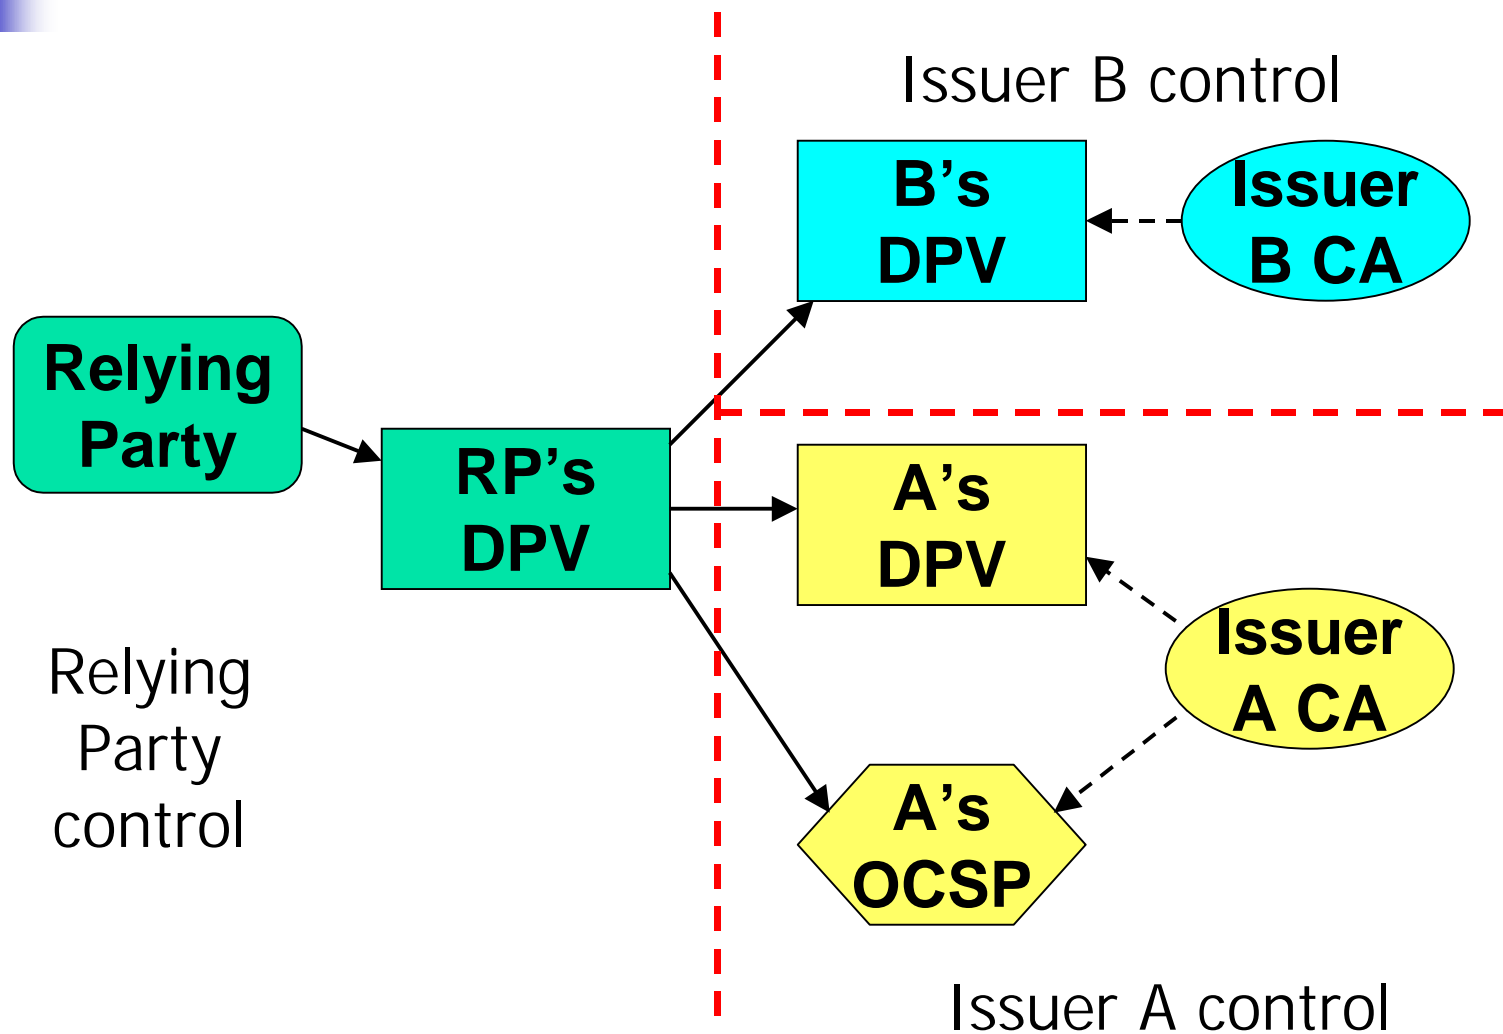 Issuer B control
B’s
DPV
Issuer
B CA
Relying
Party
RP’s
DPV
A’s
DPV
Issuer
A CA
Relying
Party
control
A’s
OCSP
Issuer A control